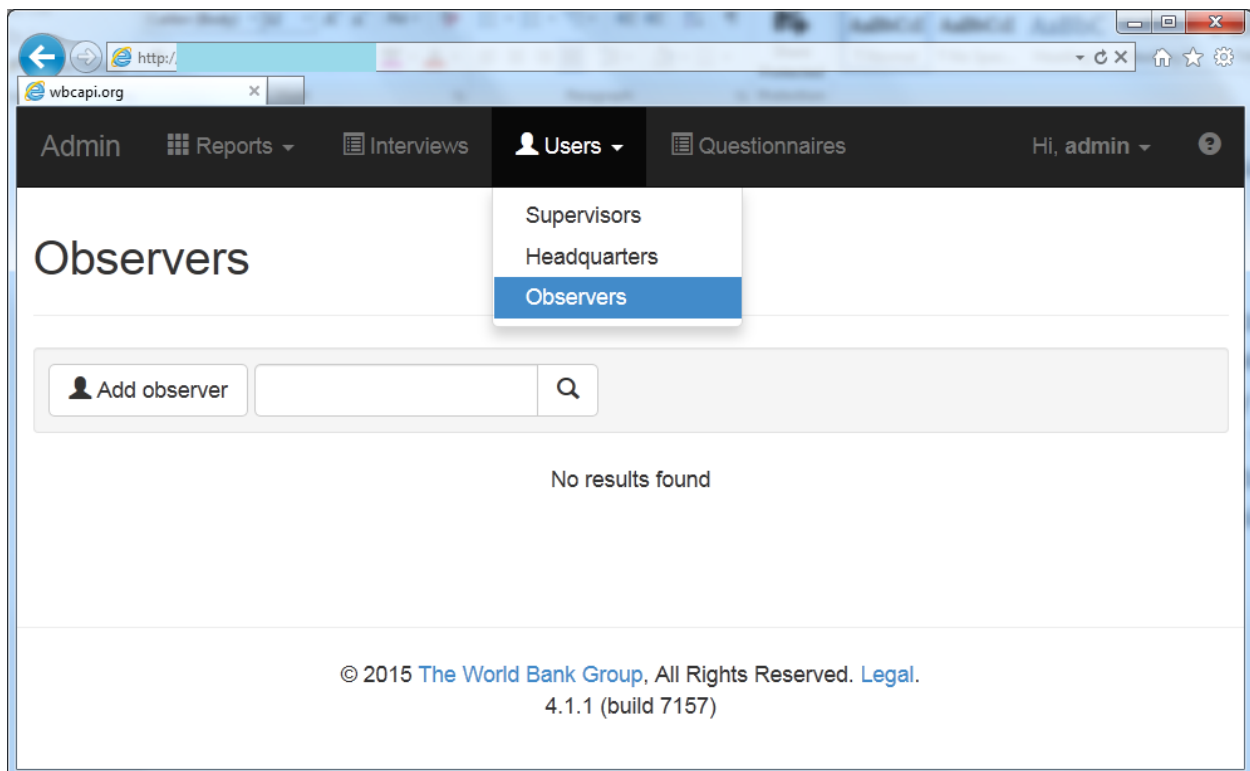 http:/
wbcapi.org
Admin Reports Interviews Users Questionnaires Hi, admin
Supervisors
Headquarters
Observers
Observers
Add observer
No results found
© 2015 The World Bank Group, All Rights Reserved. Legal.
4.1.1 (build 7157)